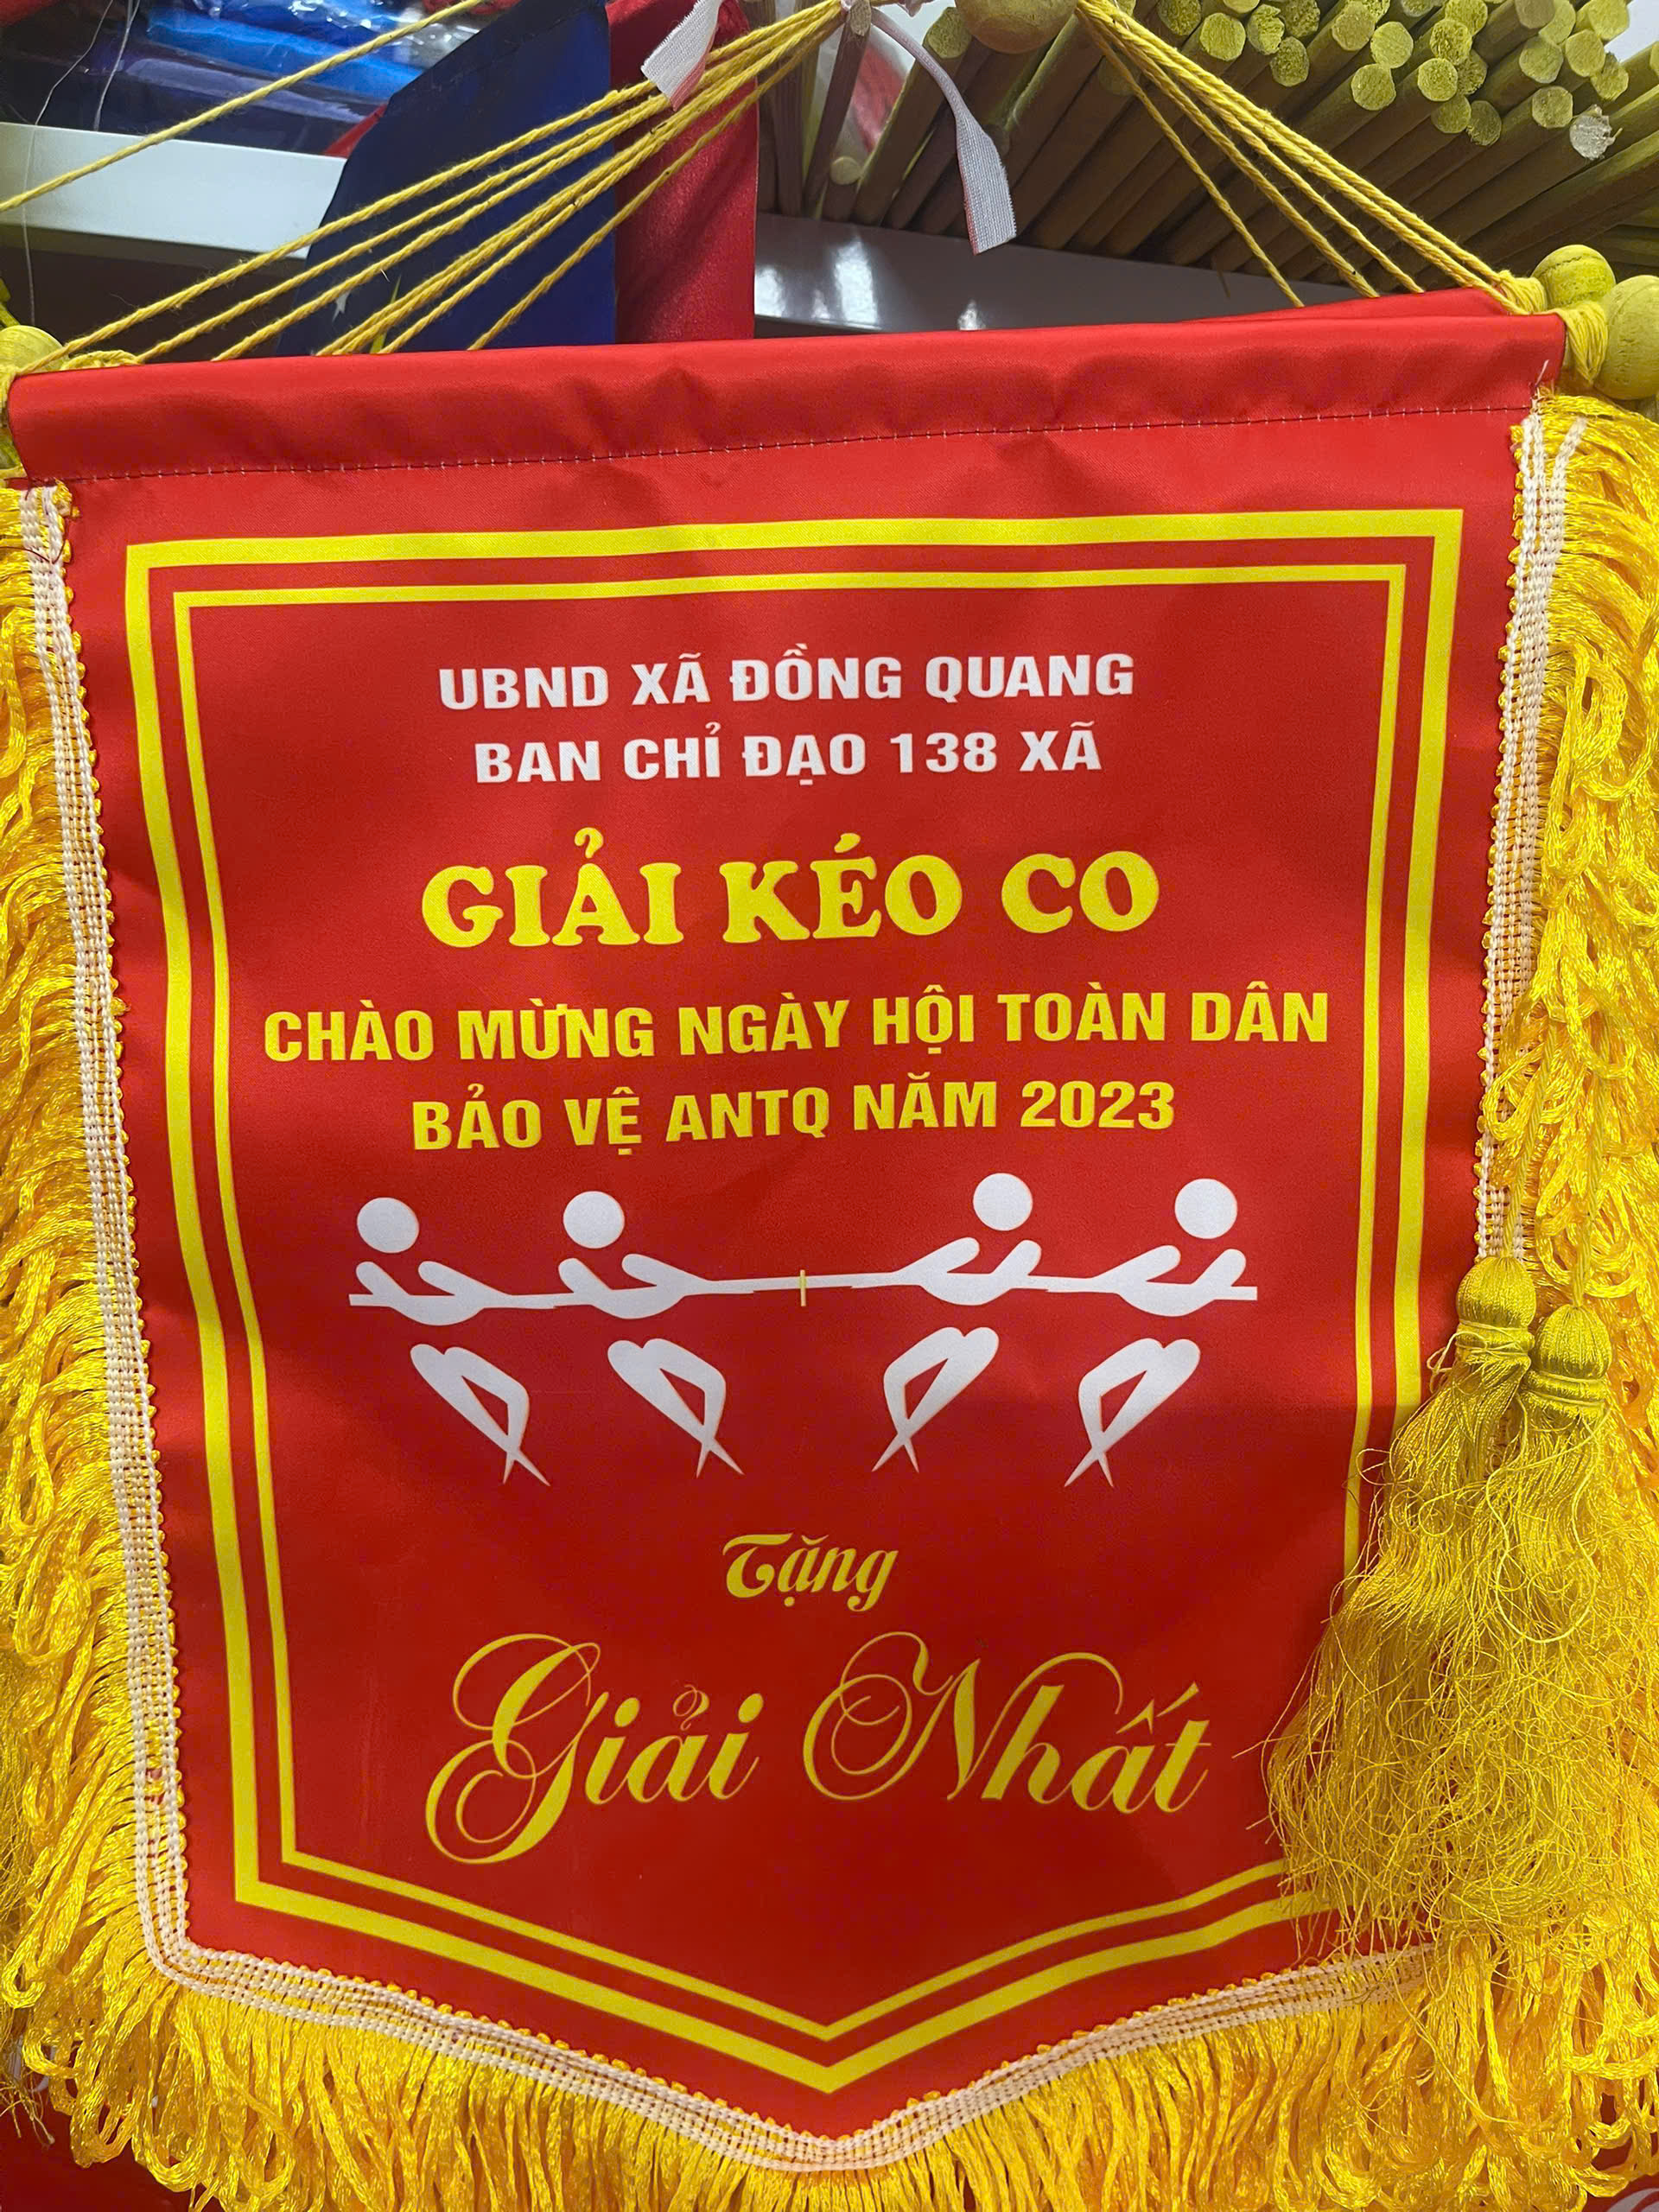 UBND XÃ ĐỒNG QUANG
BAN CHỈ ĐẠO 138 XÃ
GIẢI KÉO CO
CHÀO MỪNG NGÀY HỘI TOÀN DÂN
BẢO VỆ ANTQ NĂM 2023
Tặng
Giải Nhất